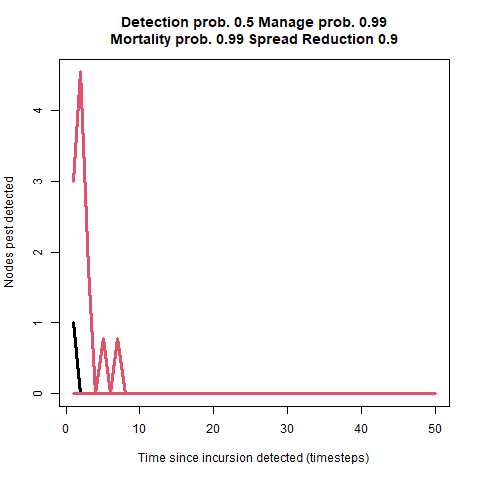 Detection prob. 0.5 Manage prob. 0.99
Mortality prob. 0.99 Spread Reduction 0.9
Nodes pest detected
4
3
2
1
0
0 10 20 30 40 50
Time since incursion detected (timesteps)